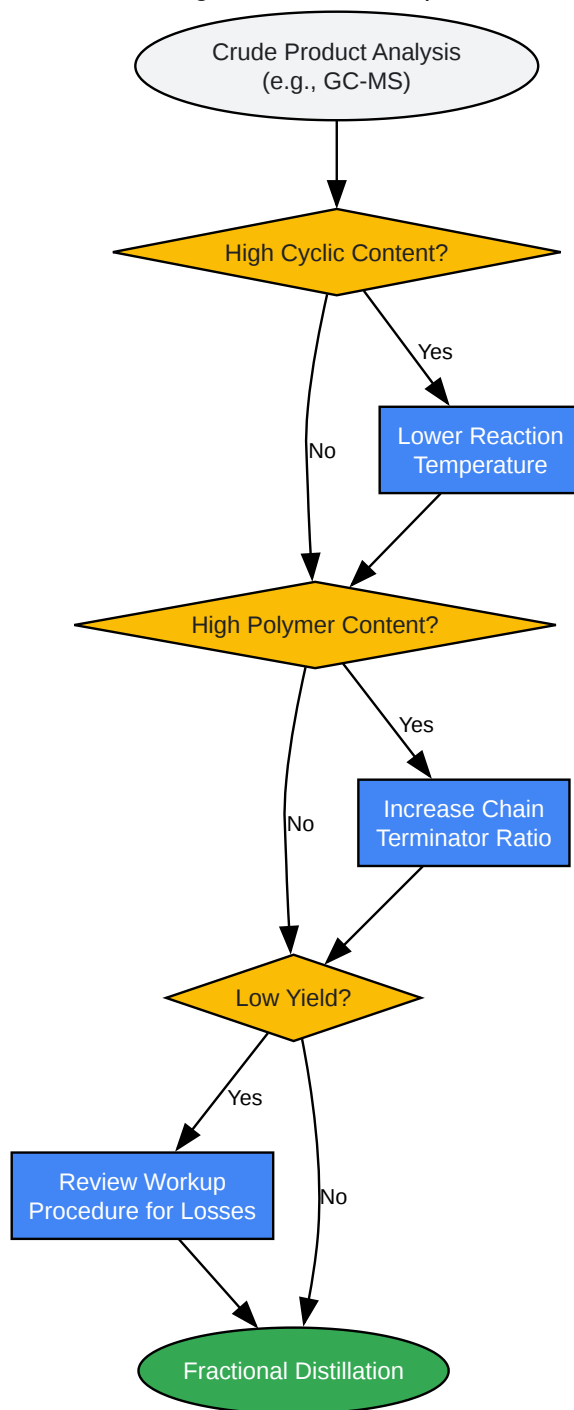 Crude Product Analysis
(e.g., GC-MS)
High Cyclic Content?
Yes
No
Lower Reaction
Temperature
High Polymer Content?
Yes
No
Increase Chain
Terminator Ratio
Low Yield?
Yes
No
Review Workup
Procedure for Losses
Fractional Distillation